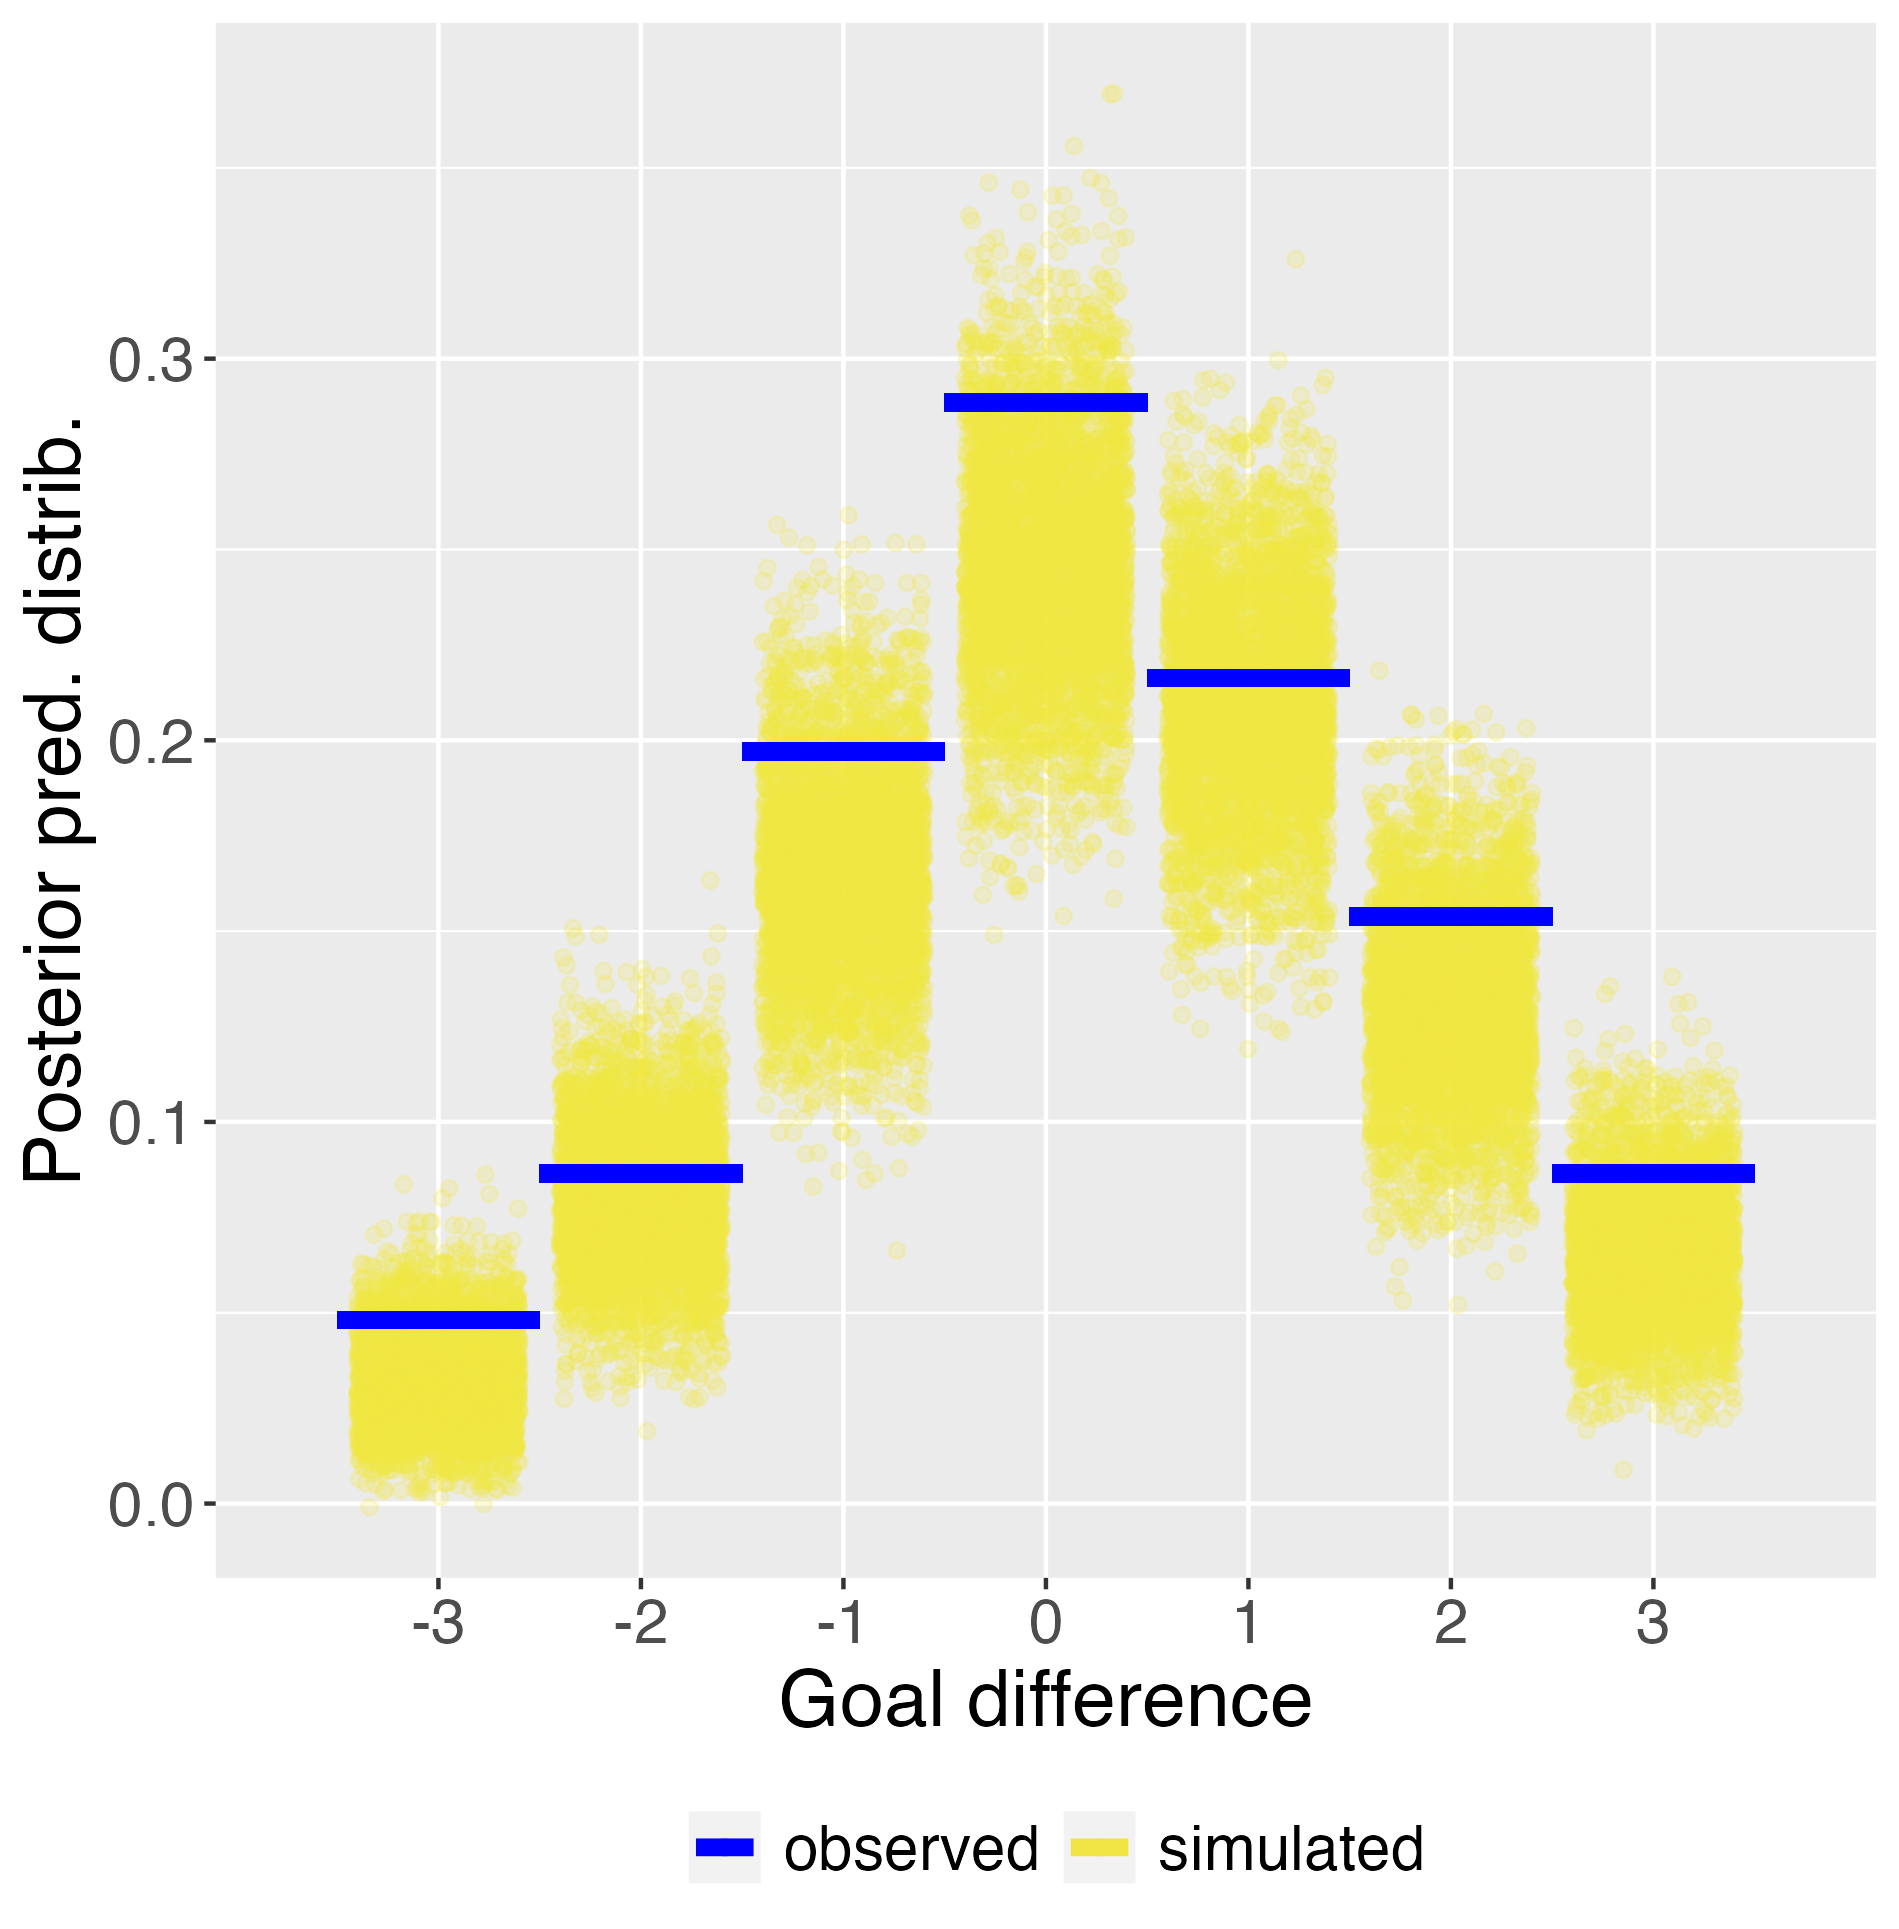 Posterior pred. distrib.
0.3
0.2
0.1
0.0
-3 -2 -1 0 1 2 3
Goal difference
observed simulated